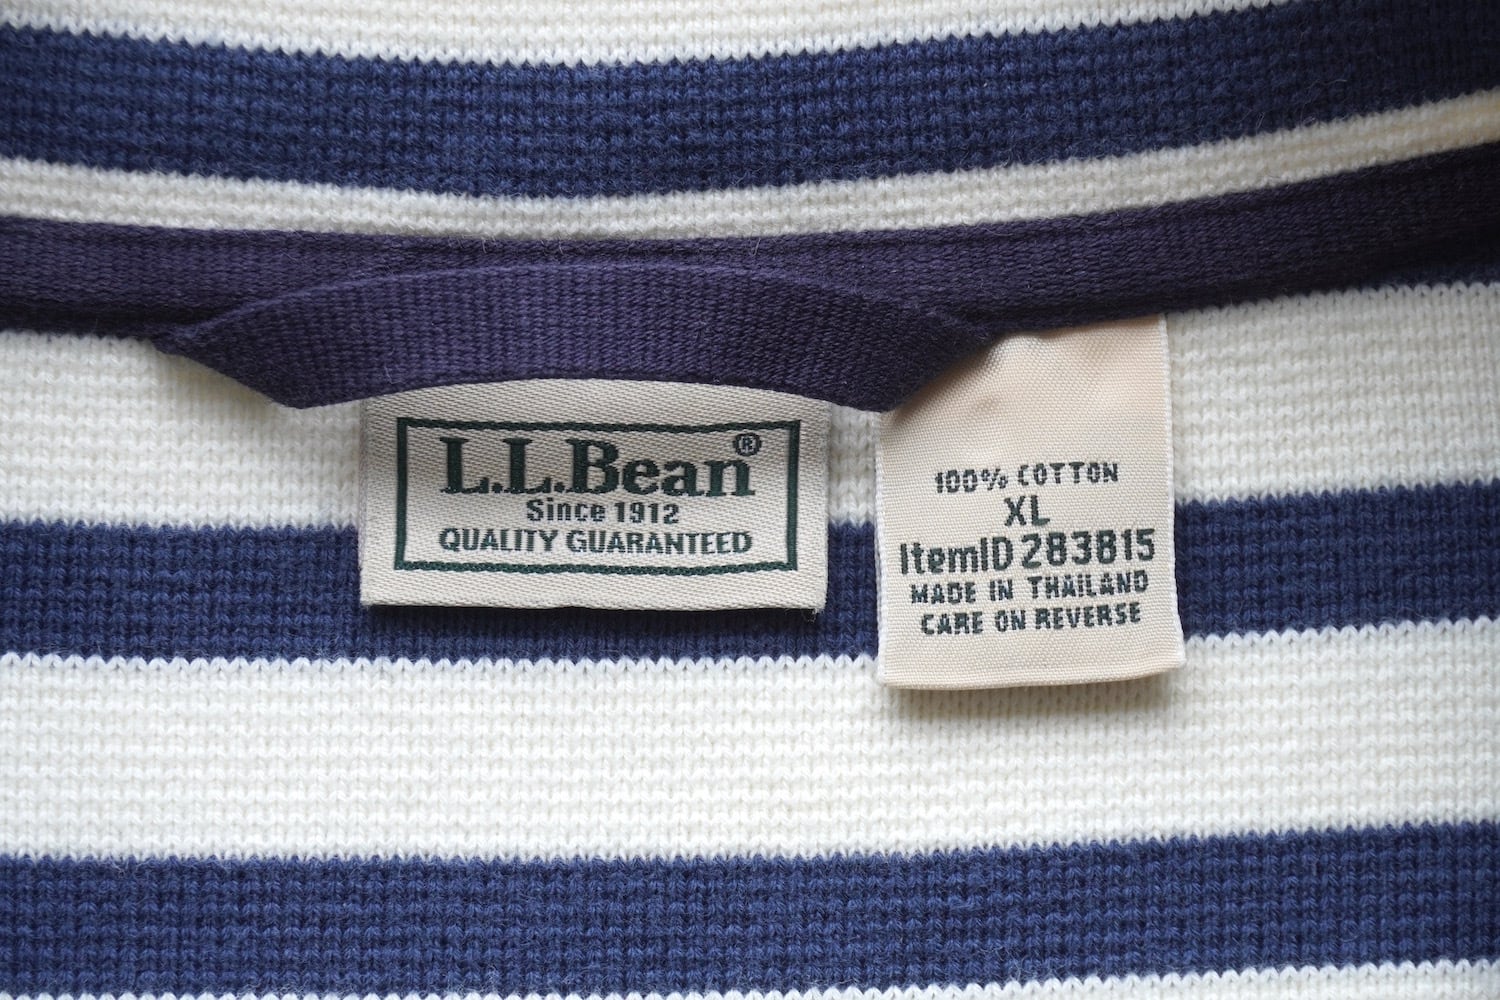 L.L.Bean®
Since 1912
QUALITY GUARANTEED
100% COTTON
XL
ItemID 283815
MADE IN THAILAND
CARE ON REVERSE